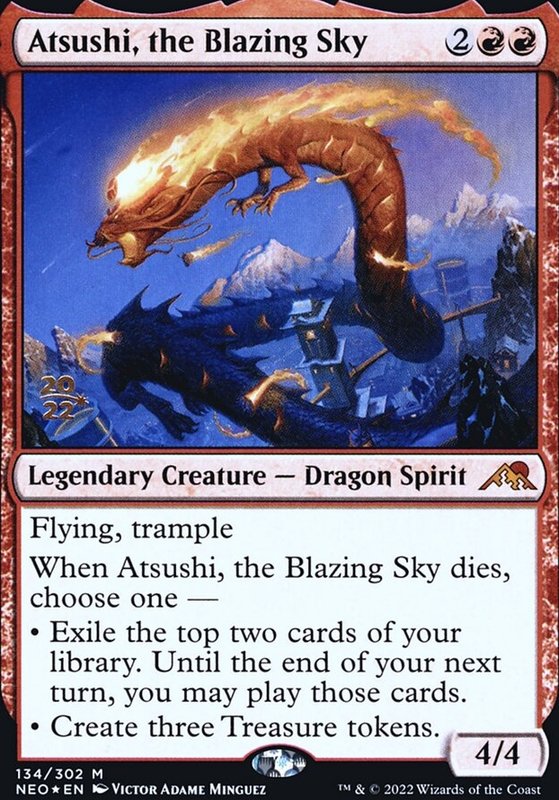 Atsushi, the Blazing Sky 2
20
22*
Legendary Creature — Dragon Spirit
Flying, trample
When Atsushi, the Blazing Sky dies,
choose one —
• Exile the top two cards of your
library. Until the end of your next
turn, you may play those cards.
• Create three Treasure tokens.
4/4
134/302 M
NEO★EN Victor Adame Minguez
™ & © 2022 Wizards of the Coast